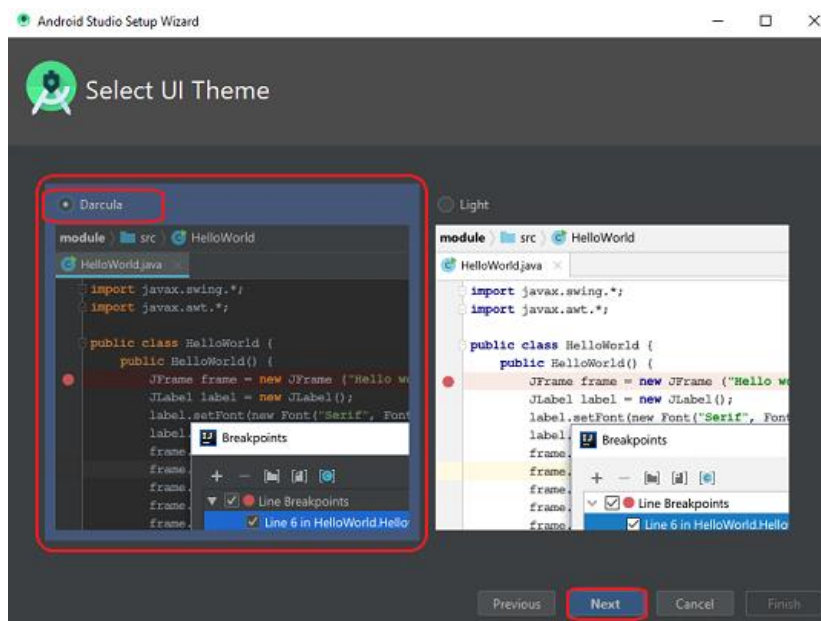 Android Studio Setup Wizard
Select UI Theme
Darcula
module src HelloWorld
HelloWorld.java
import javax.swing.*;
import javax.awt.*;
public class HelloWorld {
public HelloWorld() {
JFrame frame = new JFrame ("Hello wo
JLabel label = new JLabel();
label.setFont(new Font("Serif", Font
label.
Breakpoints
frame.
frame.
frame.
Line Breakpoints
frame.
Line 6 in HelloWorld.Hello
frame.
Light
module src HelloWorld
HelloWorld.java
import javax.swing.*;
import javax.awt.*;
public class HelloWorld {
public HelloWorld() {
JFrame frame = new JFrame ("Hello w
JLabel label = new JLabel();
label.setFont(new Font("Serif", Font
label.
Breakpoints
frame.
frame.
frame.
Line Breakpoints
frame.
Line 6 in HelloWorld.Hello
frame.
Previous Next Cancel Finish